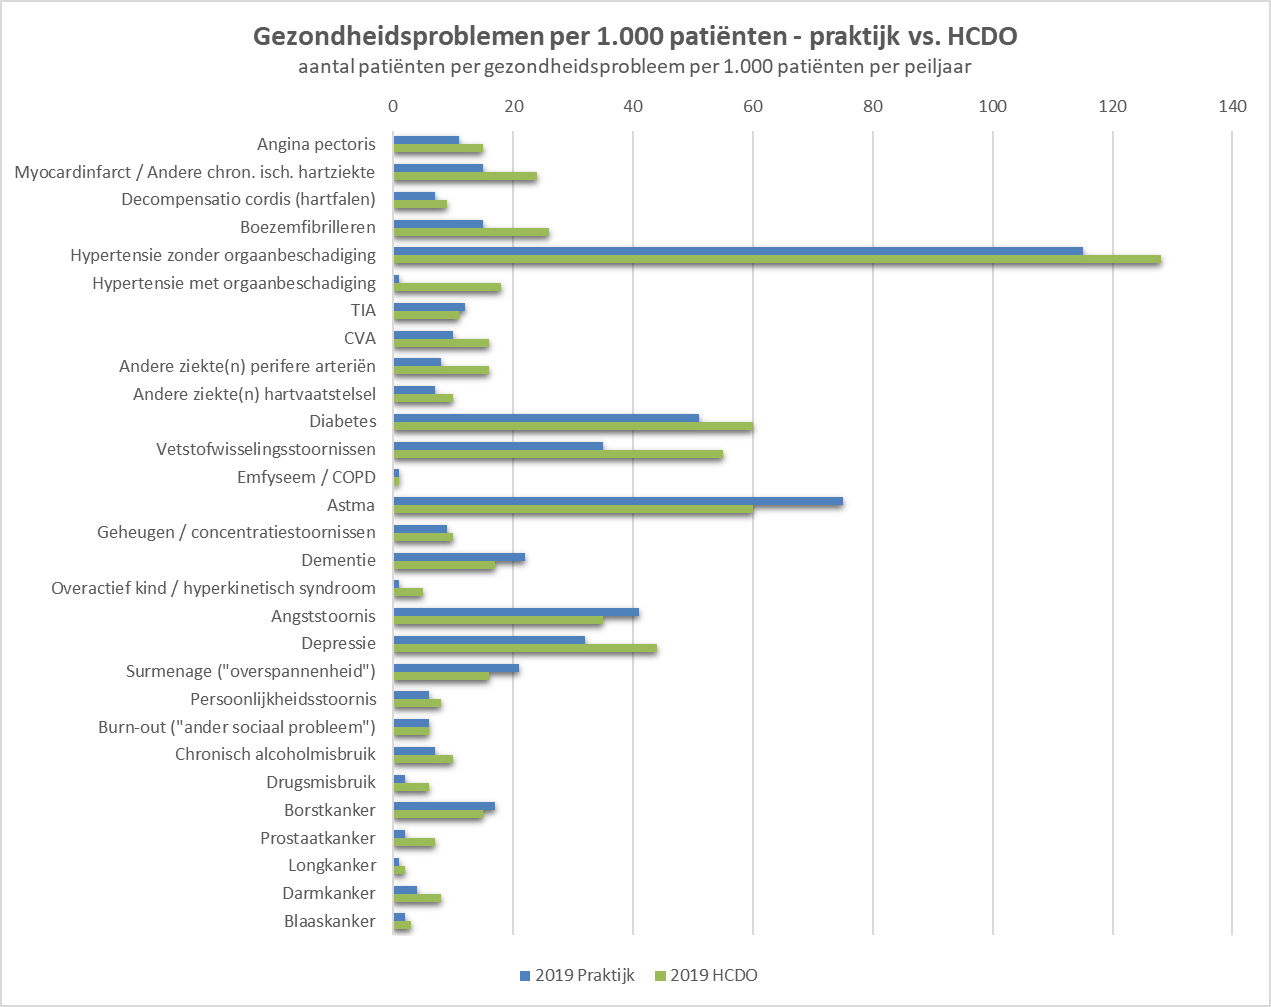 Gezondheidsproblemen per 1.000 patiënten - praktijk vs. HCDO
aantal patiënten per gezondheidsprobleem per 1.000 patiënten per peiljaar
0 20 40 60 80 100 120 140
Angina pectoris
Myocardinfarct / Andere chron. isch. hartziekte
Decompensatio cordis (hartfalen)
Boezemfibrilleren
Hypertensie zonder orgaanbeschadiging
Hypertensie met orgaanbeschadiging
TIA
CVA
Andere ziekte(n) perifere arteriën
Andere ziekte(n) hartvaatstelsel
Diabetes
Vetstofwisselingsstoornissen
Emfyseem / COPD
Astma
Geheugen / concentratiestoornissen
Dementie
Overactief kind / hyperkinetisch syndroom
Angststoornis
Depressie
Surmenage ("overspannenheid")
Persoonlijkheidsstoornis
Burn-out ("ander sociaal probleem")
Chronisch alcoholmisbruik
Drugsmisbruik
Borstkanker
Prostaatkanker
Longkanker
Darmkanker
Blaaskanker
2019 Praktijk 2019 HCDO